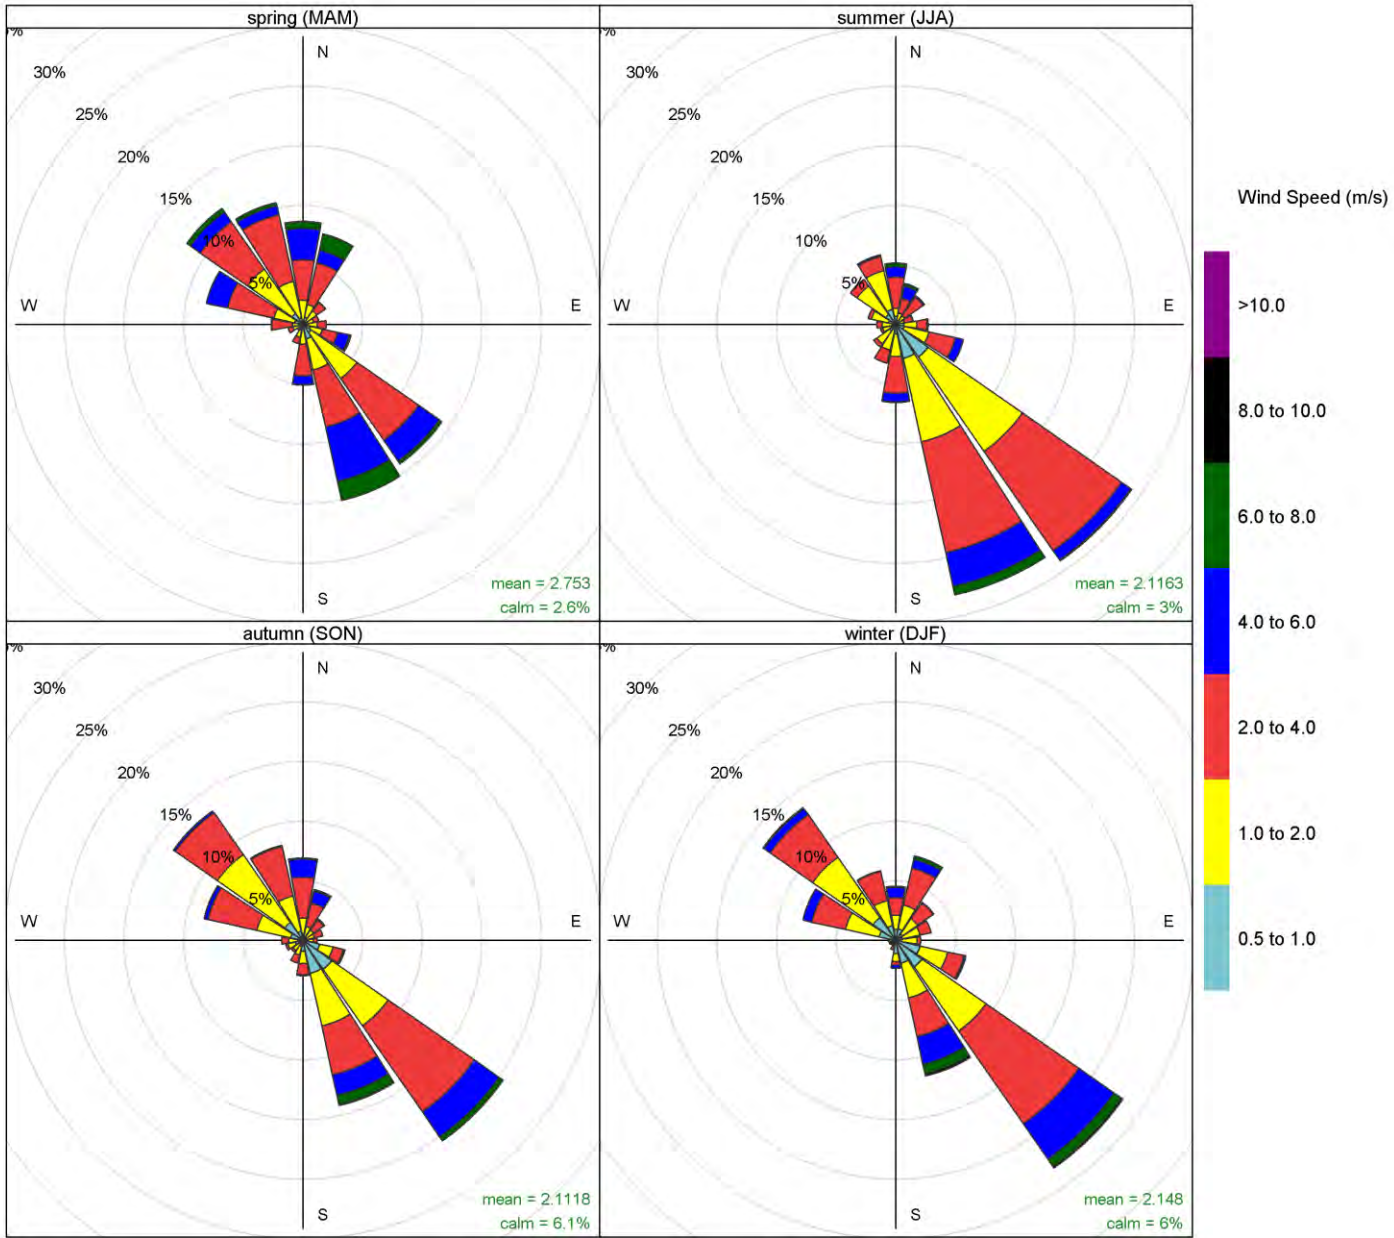 spring (MAM)
%
N
30%
25%
20%
15%
10%
5%
W
E
S
mean = 2.753
calm = 2.6%
summer (JJA)
N
30%
25%
20%
15%
10%
5%
W
E
S
mean = 2.1163
calm = 3%
autumn (SON)
%
N
30%
25%
20%
15%
10%
5%
W
E
S
mean = 2.1118
calm = 6.1%
winter (DJF)
N
30%
25%
20%
15%
10%
5%
W
E
S
mean = 2.148
calm = 6%
Wind Speed (m/s)
>10.0
8.0 to 10.0
6.0 to 8.0
4.0 to 6.0
2.0 to 4.0
1.0 to 2.0
0.5 to 1.0